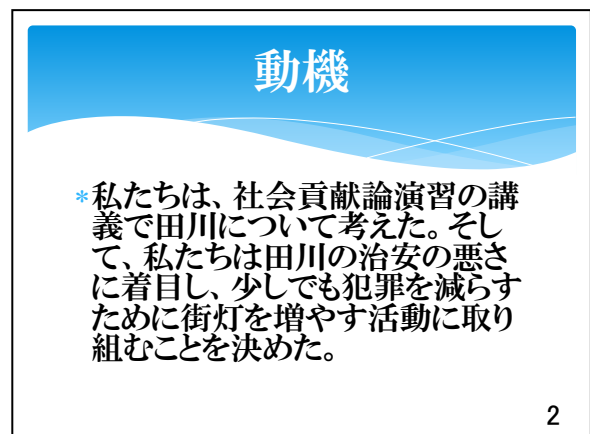 動機
*私たちは、社会貢献論演習の講
義で田川について考えた。そし
て、私たちは田川の治安の悪さ
に着目し、少しでも犯罪を減らす
ために街灯を増やす活動に取り
組むことを決めた。
2